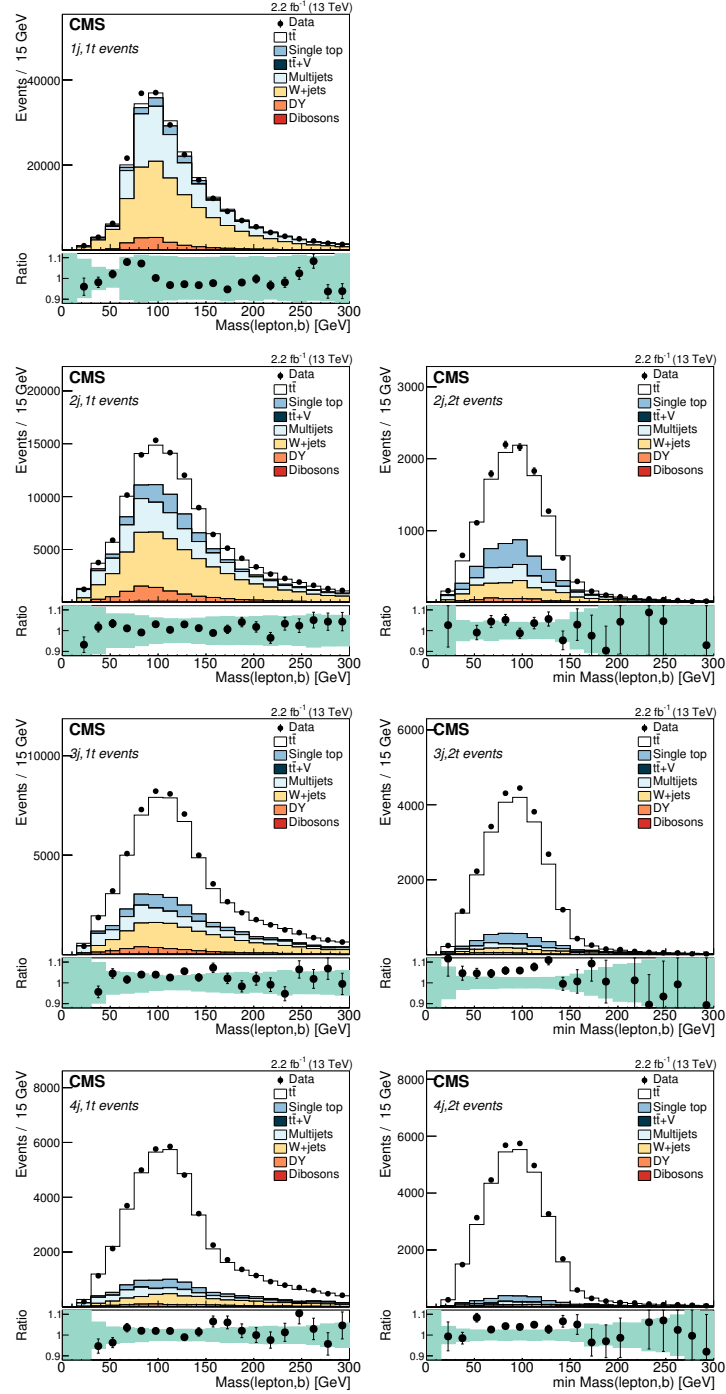 2.2 fb⁻¹ (13 TeV)
Events / 15 GeV
CMS
1j,1t events
Data
tt̄
Single top
tt̄+V
Multijets
W+jets
DY
Dibosons
40000
20000
Ratio
1.1
1
0.9
0 50 100 150 200 250 300
Mass(lepton,b) [GeV]
2.2 fb⁻¹ (13 TeV)
Events / 15 GeV
CMS
2j,1t events
Data
tt̄
Single top
tt̄+V
Multijets
W+jets
DY
Dibosons
20000
15000
10000
5000
Ratio
1.1
1
0.9
0 50 100 150 200 250 300
Mass(lepton,b) [GeV]
2.2 fb⁻¹ (13 TeV)
Events / 15 GeV
CMS
2j,2t events
Data
tt̄
Single top
tt̄+V
Multijets
W+jets
DY
Dibosons
3000
2000
1000
Ratio
1.1
1
0.9
0 50 100 150 200 250 300
min Mass(lepton,b) [GeV]
2.2 fb⁻¹ (13 TeV)
Events / 15 GeV
CMS
3j,1t events
Data
tt̄
Single top
tt̄+V
Multijets
W+jets
DY
Dibosons
10000
5000
Ratio
1.1
1
0.9
0 50 100 150 200 250 300
Mass(lepton,b) [GeV]
2.2 fb⁻¹ (13 TeV)
Events / 15 GeV
CMS
3j,2t events
Data
tt̄
Single top
tt̄+V
Multijets
W+jets
DY
Dibosons
6000
4000
2000
Ratio
1.1
1
0.9
0 50 100 150 200 250 300
min Mass(lepton,b) [GeV]
2.2 fb⁻¹ (13 TeV)
Events / 15 GeV
CMS
4j,1t events
Data
tt̄
Single top
tt̄+V
Multijets
W+jets
DY
Dibosons
8000
6000
4000
2000
Ratio
1.1
1
0.9
0 50 100 150 200 250 300
Mass(lepton,b) [GeV]
2.2 fb⁻¹ (13 TeV)
Events / 15 GeV
CMS
4j,2t events
Data
tt̄
Single top
tt̄+V
Multijets
W+jets
DY
Dibosons
8000
6000
4000
2000
Ratio
1.1
1
0.9
0 50 100 150 200 250 300
min Mass(lepton,b) [GeV]